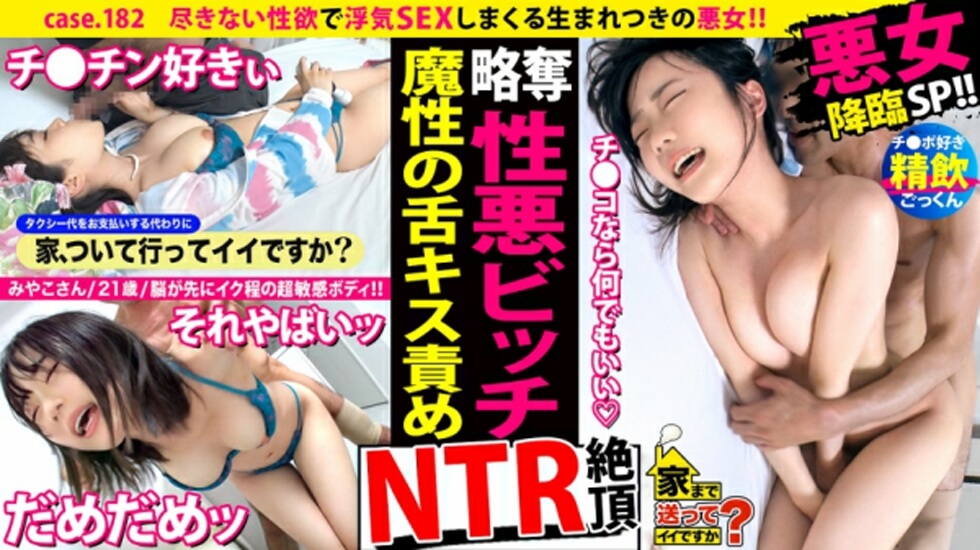 case.182 尽きない性欲で浮気SEXしまくる生まれつきの悪女!!
チ●チン好きぃ
タクシー代をお支払いする代わりに
家、ついて行ってイイですか?
みやこさん/21歳/脳が先にイク程の超敏感ボディ!!
それやばいッ
だめだめッ
略奪
性悪ビッチ
魔性の舌キス責め
NTR
絶頂
チ●コなら何でもいい♡
悪女
降臨SP!!
チ●ポ好き
精飲
ごっくん
家まで
送って
イイですか
?